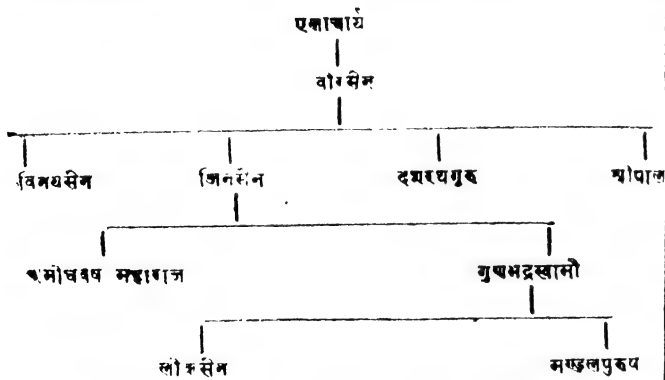 एलाचार्य
वीरसेन
विनयसेन जिनसेन दशरथगुरु श्रीपाल
अमोघवर्ष महाराज गुणभद्रस्वामी
लोकसेन मण्डलपुरुष